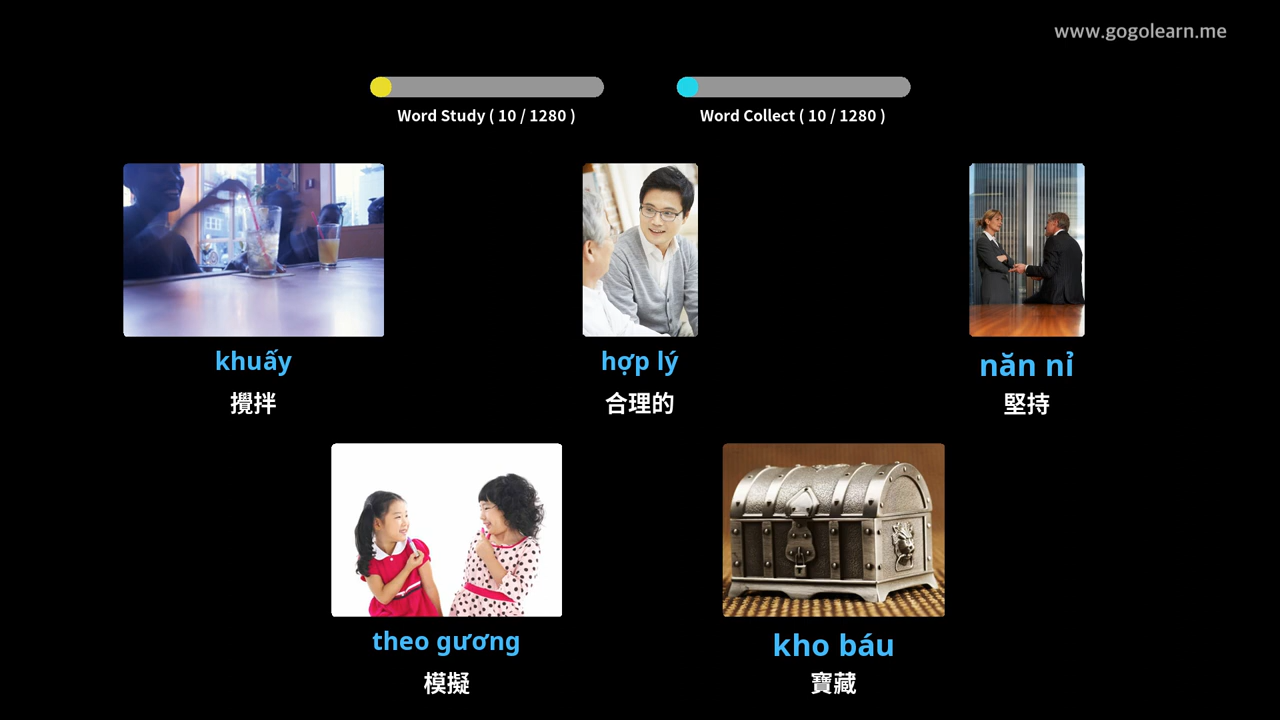 www.gogolearn.me
Word Study ( 10 / 1280 )
Word Collect ( 10 / 1280 )
khuấy
攪拌
hợp lý
合理的
năn nỉ
堅持
theo gương
模擬
kho báu
寶藏